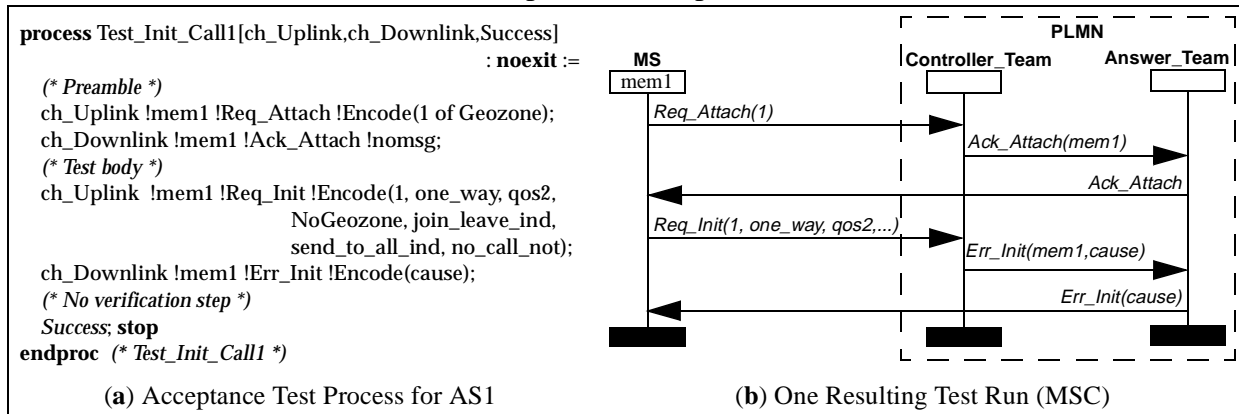 process Test_Init_Call1[ch_Uplink,ch_Downlink,Success]
: noexit :=
(* Preamble *)
ch_Uplink !mem1 !Req_Attach !Encode(1 of Geozone);
ch_Downlink !mem1 !Ack_Attach !nomsg;
(* Test body *)
ch_Uplink !mem1 !Req_Init !Encode(1, one_way, qos2,
NoGeozone, join_leave_ind,
send_to_all_ind, no_call_not);
ch_Downlink !mem1 !Err_Init !Encode(cause);
(* No verification step *)
Success; stop
endproc (* Test_Init_Call1 *)
(a) Acceptance Test Process for AS1
PLMN
MS
Controller_Team
Answer_Team
mem1
Req_Attach(1)
Ack_Attach(mem1)
Ack_Attach
Req_Init(1, one_way, qos2,...)
Err_Init(mem1,cause)
Err_Init(cause)
(b) One Resulting Test Run (MSC)